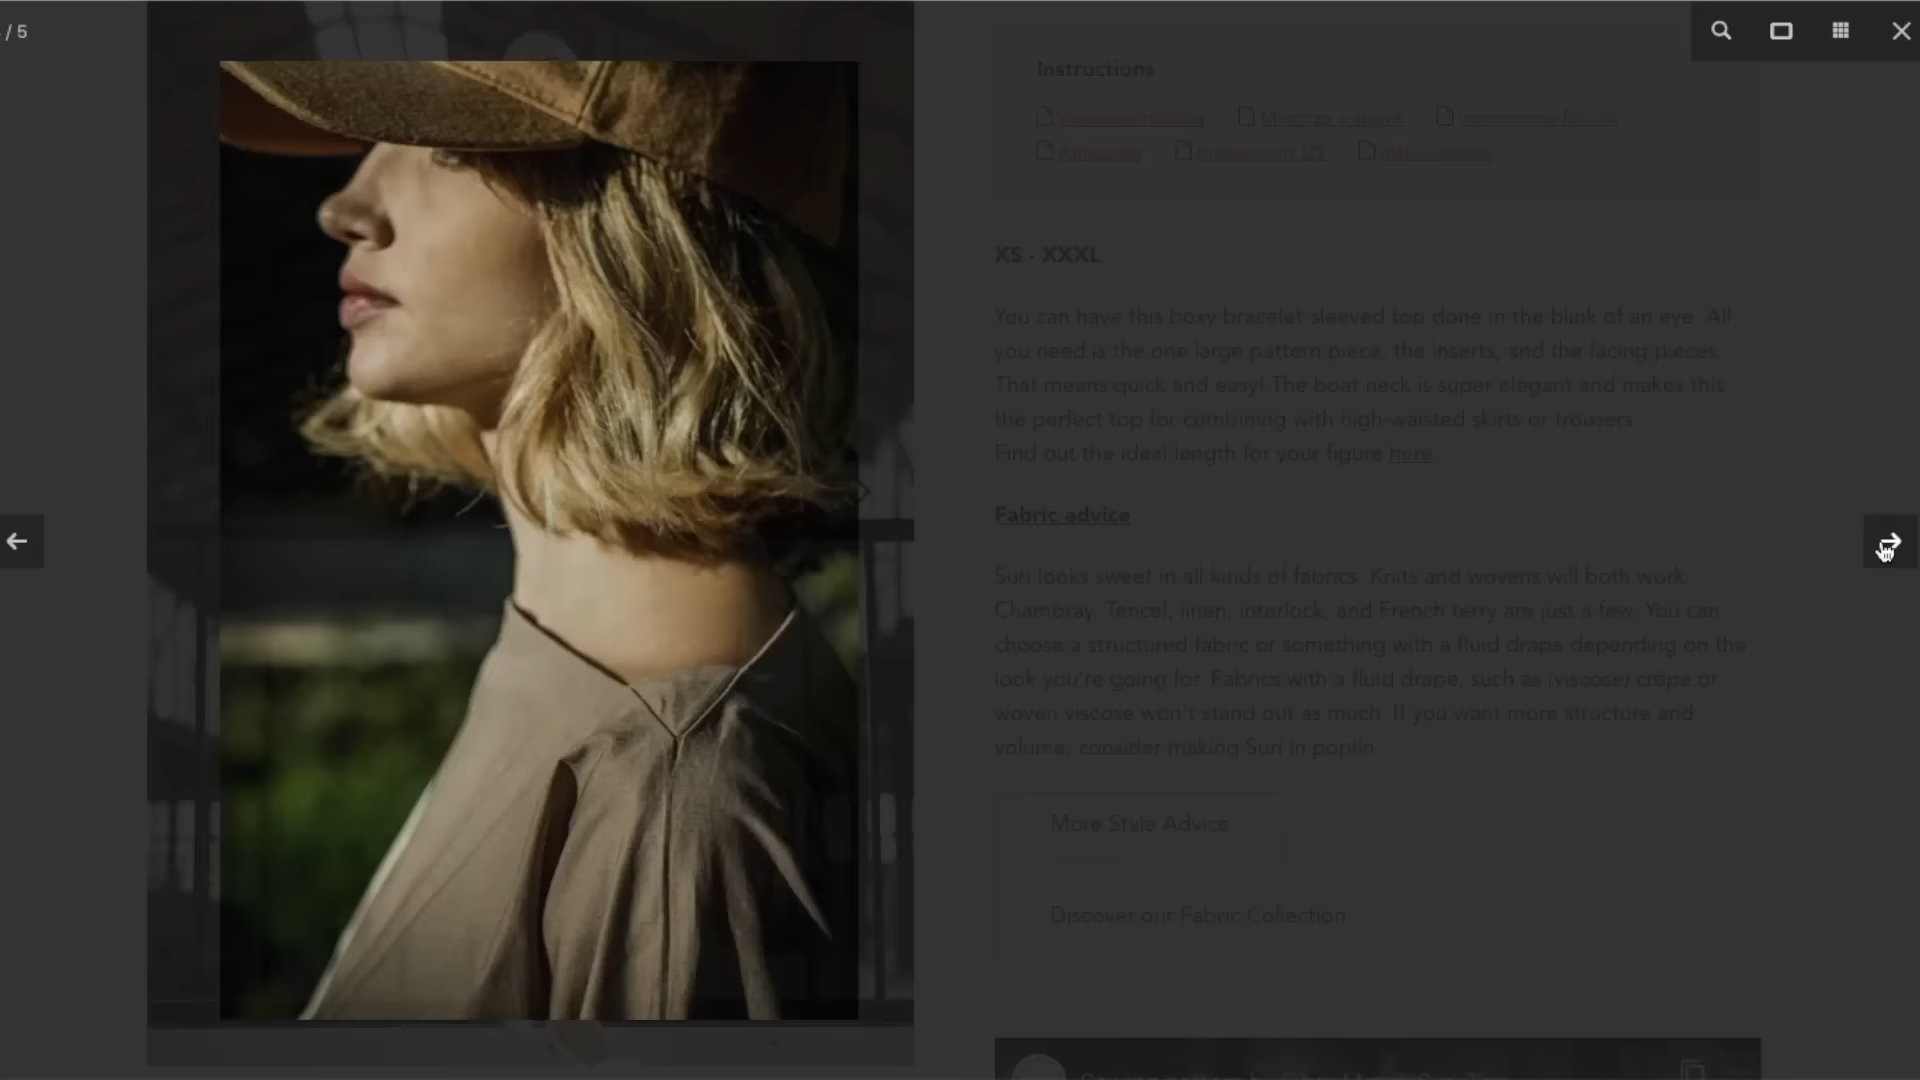 / 5
Instructions
XS - XXXL
You can have this boxy bracelet sleeved top done in the blink of an eye. All
you need is the one large pattern piece, the inserts, and the facing pieces.
That means quick and easy! The boat neck is super elegant and makes this
the perfect top for combining with high-waisted skirts or trousers.
Find out the ideal length for your figure here.
Fabric advice
Suri looks sweet in all kinds of fabrics. Knits and wovens will both work.
Chambray, Tencel, linen, interlock, and French terry are just a few. You can
choose a structured fabric or something with a fluid drape depending on the
look you're going for. Fabrics with a fluid drape, such as (viscose) crêpe or
woven viscose won't stand out as much. If you want more structure and
volume, consider making Suri in poplin.
More Style Advice
Discover our Fabric Collection